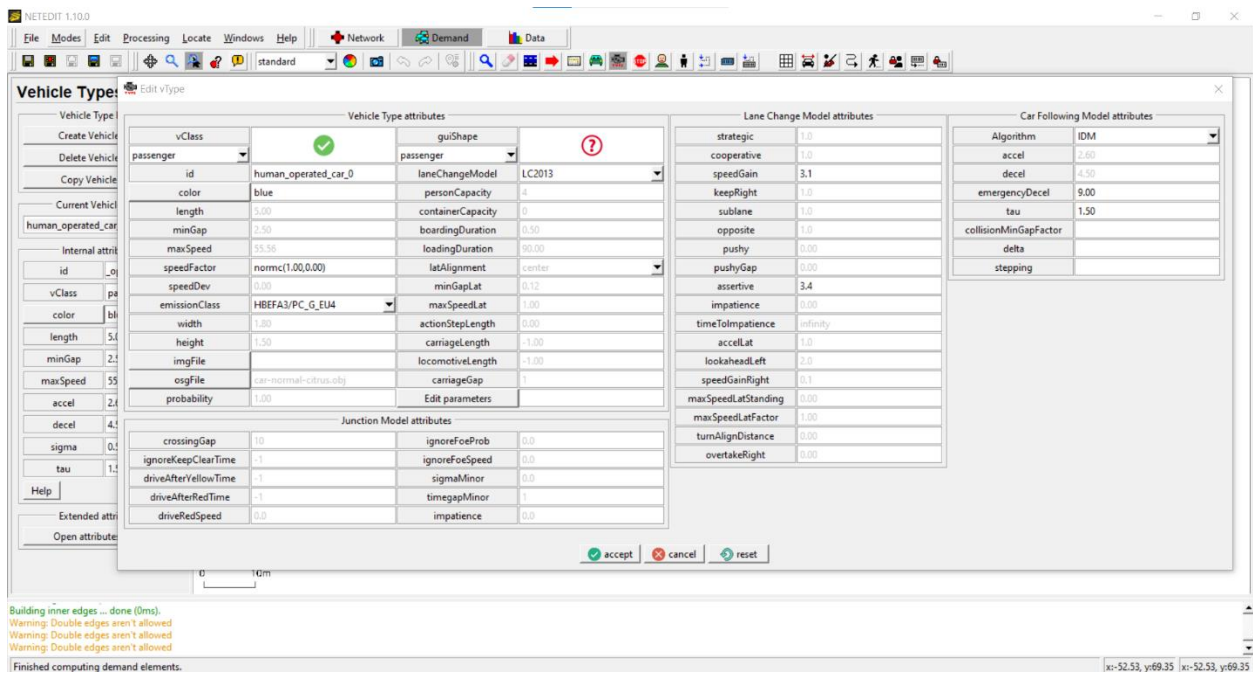 NETEDIT 1.10.0
File Modes Edit Processing Locate Windows Help Network Demand Data
standard
Vehicle Types
Edit vType
Vehicle Type
Create Vehicle
Delete Vehicle
Copy Vehicle
Current Vehicl
human_operated_car
Internal attrib
id _op
vClass pa
color bl
length 5.0
minGap 2.5
maxSpeed 55
accel 2.6
decel 4.5
sigma 0.5
tau 1.5
Help
Extended attri
Open attribute
Vehicle Type attributes
vClass guiShape
passenger passenger
id human_operated_car_0 laneChangeModel LC2013
color blue personCapacity 4
length 5.00 containerCapacity 0
minGap 2.50 boardingDuration 0.50
maxSpeed 55.56 loadingDuration 90.00
speedFactor normc(1.00,0.00) latAlignment center
speedDev 0.00 minGapLat 0.12
emissionClass HBEFA3/PC_G_EU4 maxSpeedLat 1.00
width 1.80 actionStepLength 0.00
height 1.50 carriageLength -1.00
imgFile locomotiveLength -1.00
osgFile car-normal-citrus.obj carriageGap 1
probability 1.00 Edit parameters
Junction Model attributes
crossingGap 10 ignoreFoeProb 0.0
ignoreKeepClearTime -1 ignoreFoeSpeed 0.0
driveAfterYellowTime -1 sigmaMinor 0.0
driveAfterRedTime -1 timegapMinor 1
driveRedSpeed 0.0 impatience 0.0
Lane Change Model attributes
strategic 1.0
cooperative 1.0
speedGain 3.1
keepRight 1.0
sublane 1.0
opposite 1.0
pushy 0.00
pushyGap 0.00
assertive 3.4
impatience 0.00
timeToImpatience infinity
accelLat 1.0
lookaheadLeft 2.0
speedGainRight 0.1
maxSpeedLatStanding 0.00
maxSpeedLatFactor 1.00
turnAlignDistance 0.00
overtakeRight 0.00
Car Following Model attributes
Algorithm IDM
accel 2.60
decel 4.50
emergencyDecel 9.00
tau 1.50
collisionMinGapFactor
delta
stepping
accept cancel reset
0 10m
Building inner edges ... done (0ms).
Warning: Double edges aren't allowed
Warning: Double edges aren't allowed
Warning: Double edges aren't allowed
Finished computing demand elements. x:-52.53, y:69.35 x:-52.53, y:69.35